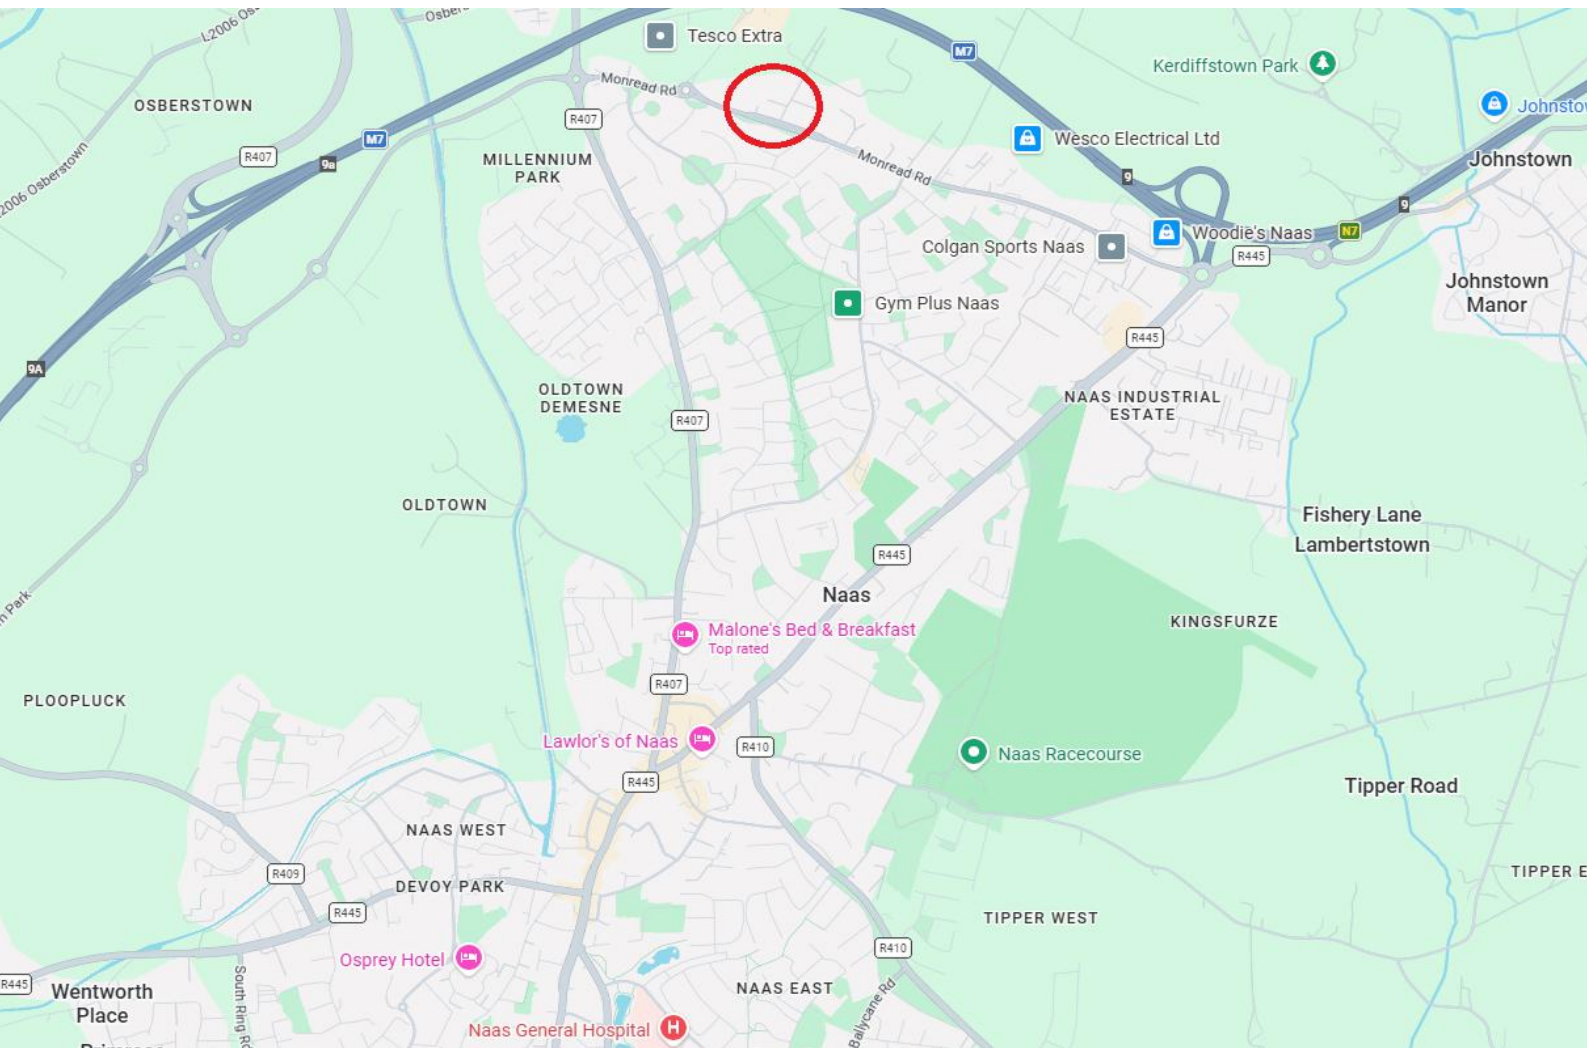 L2006 Os
Osber
Tesco Extra
M7
Kerdiffstown Park
Monread Rd
OSBERSTOWN
Johnsto
R407
M7
Wesco Electrical Ltd
R407
9a
MILLENNIUM
PARK
Monread Rd
Johnstown
9
2006 Osberstown
9
Woodie's Naas
N7
Colgan Sports Naas
R445
Johnstown
Manor
Gym Plus Naas
R445
9A
OLDTOWN
DEMESNE
NAAS INDUSTRIAL
ESTATE
R407
OLDTOWN
Fishery Lane
Lambertstown
R445
Naas
n Park
KINGSFURZE
Malone's Bed & Breakfast
Top rated
R407
PLOOPLUCK
Lawlor's of Naas
R410
Naas Racecourse
R445
Tipper Road
NAAS WEST
R409
TIPPER E
DEVOY PARK
R445
TIPPER WEST
R410
Osprey Hotel
R445
Wentworth
Place
South Ring R
NAAS EAST
Ballycane Rd
Naas General Hospital
H